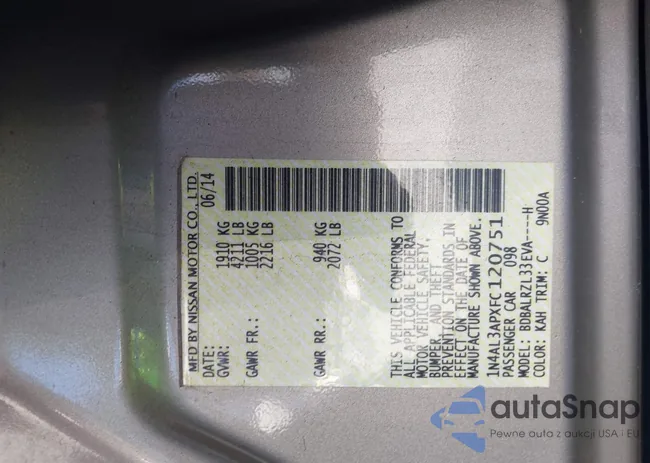 MFD BY NISSAN MOTOR CO., LTD.
DATE: 06/14
GVWR: 1910 KG
4211 LB
GAWR FR.: 1005 KG
2216 LB
GAWR RR.: 940 KG
2072 LB
THIS VEHICLE CONFORMS TO
ALL APPLICABLE FEDERAL
MOTOR VEHICLE SAFETY,
BUMPER, AND THEFT
PREVENTION STANDARDS IN
EFFECT ON THE DATE OF
MANUFACTURE SHOWN ABOVE.
1N4AL3APXFC120751
PASSENGER CAR 098
MODEL: BDBALRZL33EVA----H
COLOR: KAH TRIM: C 9N00A
autaSnap
Pewne auta z aukcji USA i EU